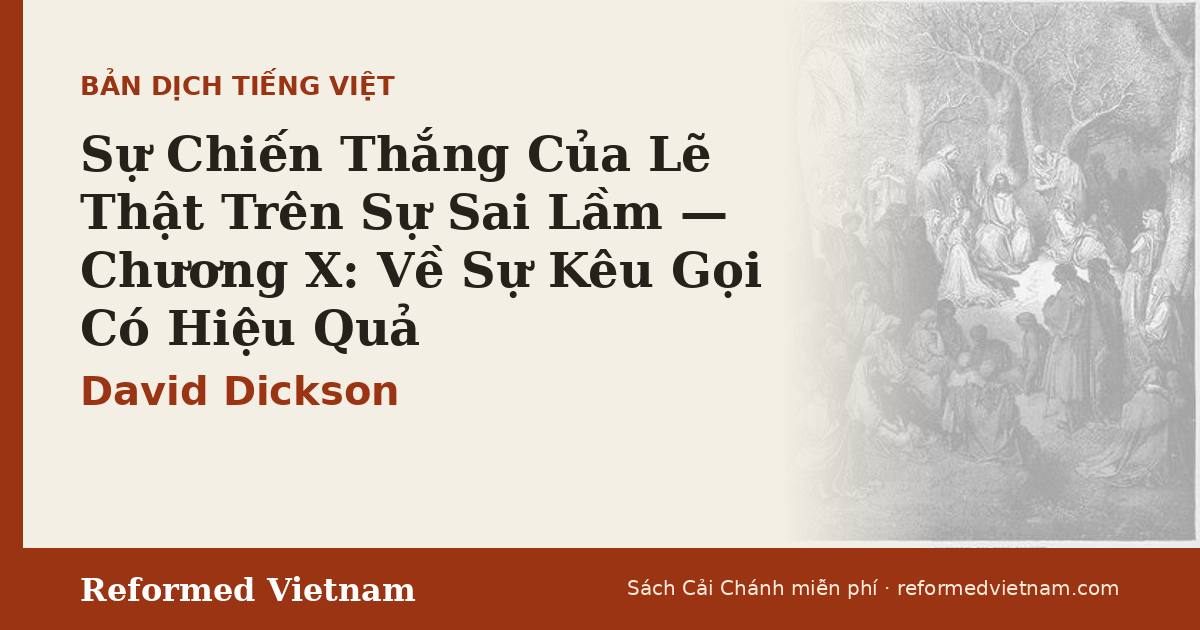 BẢN DỊCH TIẾNG VIỆT
Sự Chiến Thắng Của Lẽ
Thật Trên Sự Sai Lầm —
Chương X: Về Sự Kêu Gọi
Có Hiệu Quả
David Dickson
Reformed Vietnam
Sách Cải Chánh miễn phí · reformedvietnam.com